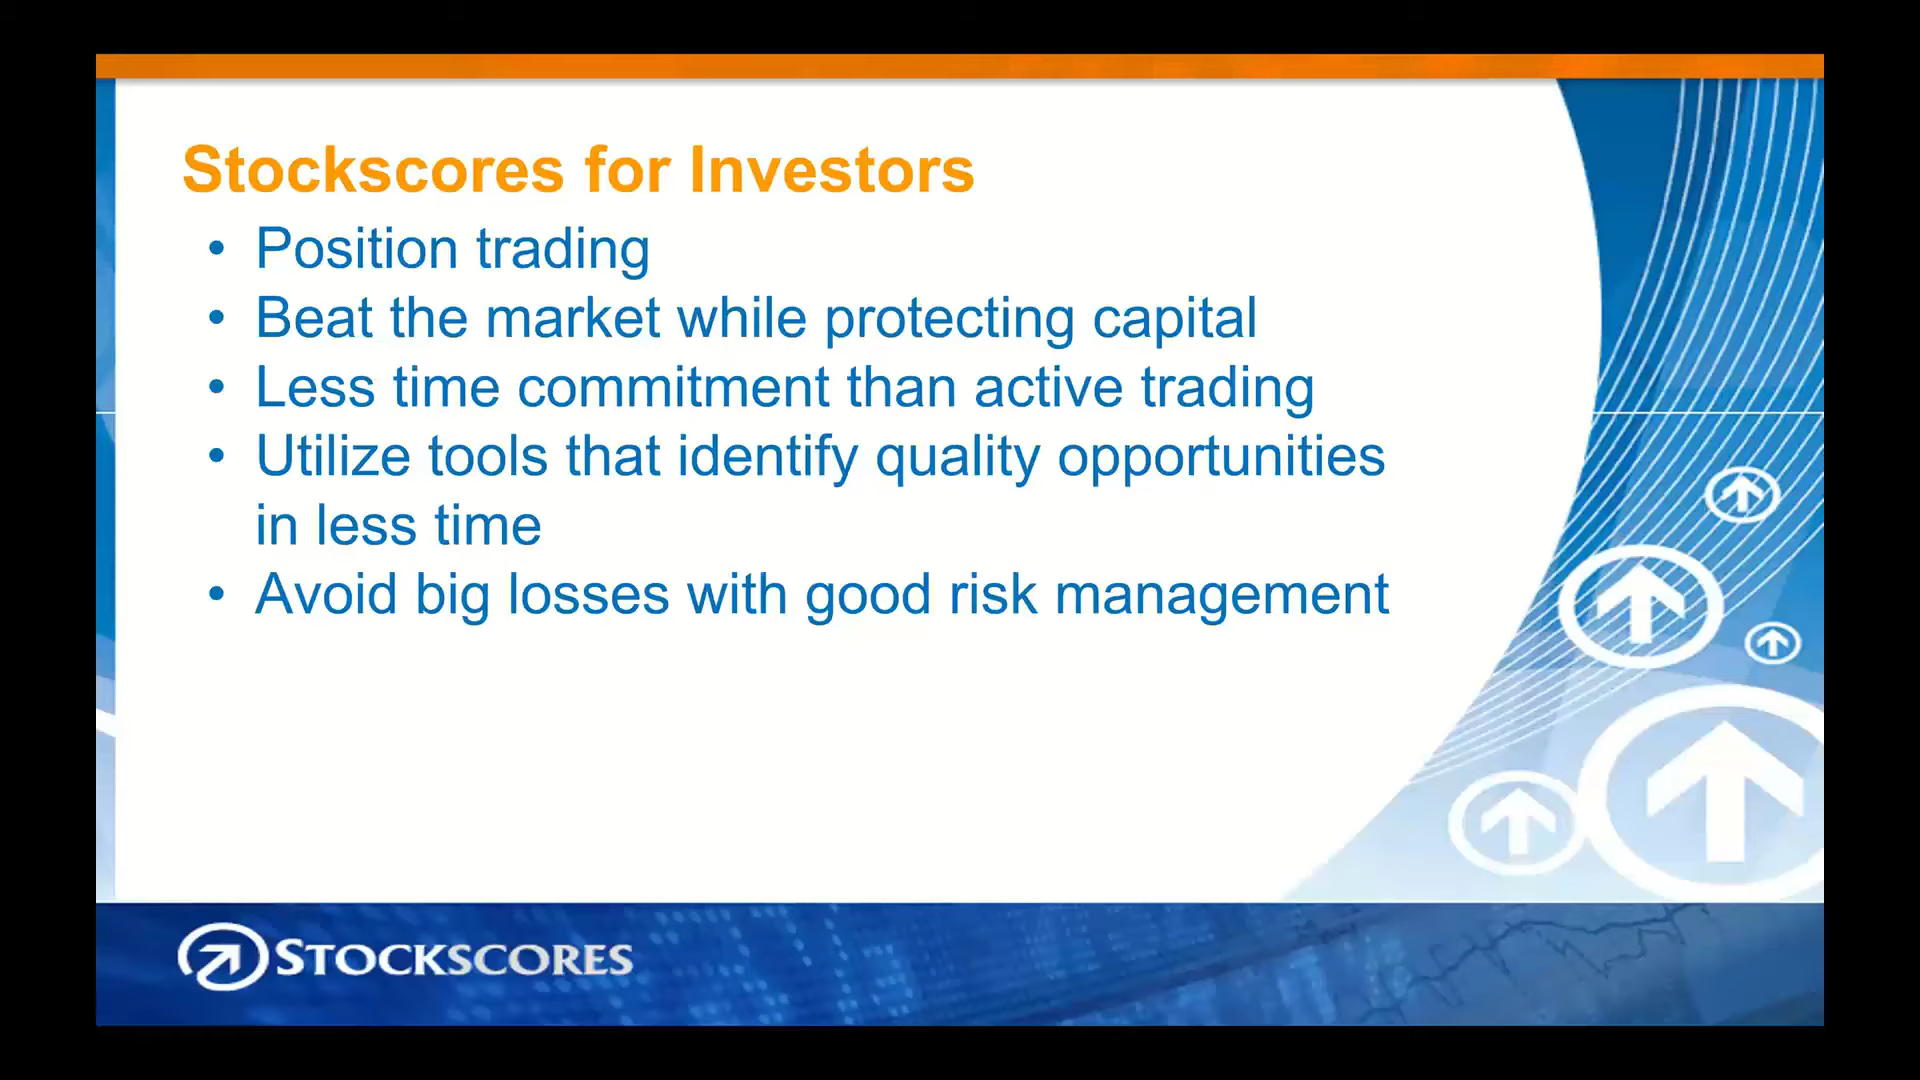 Stockscores for Investors
• Position trading
• Beat the market while protecting capital
• Less time commitment than active trading
• Utilize tools that identify quality opportunities
in less time
• Avoid big losses with good risk management
STOCKSCORES